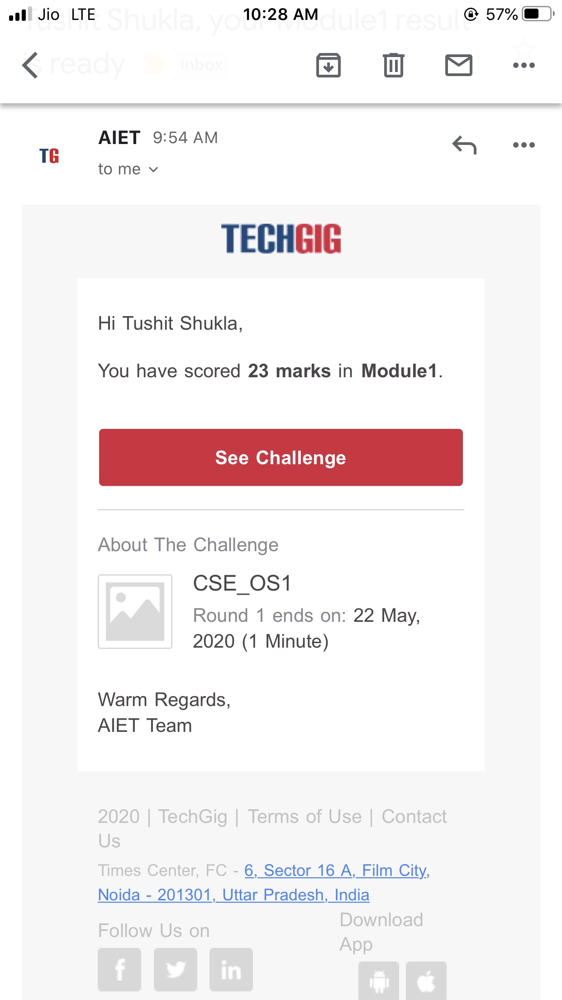 Jio LTE 10:28 AM 57%
Tushit Shukla, your Module1 result
is ready Inbox
AIET 9:54 AM
TG
to me
TECHGIG
Hi Tushit Shukla,
You have scored 23 marks in Module1.
See Challenge
About The Challenge
CSE_OS1
Round 1 ends on: 22 May,
2020 (1 Minute)
Warm Regards,
AIET Team
2020 | TechGig | Terms of Use | Contact
Us
Times Center, FC - 6, Sector 16 A, Film City,
Noida - 201301, Uttar Pradesh, India
Follow Us on
Download
App
f
in